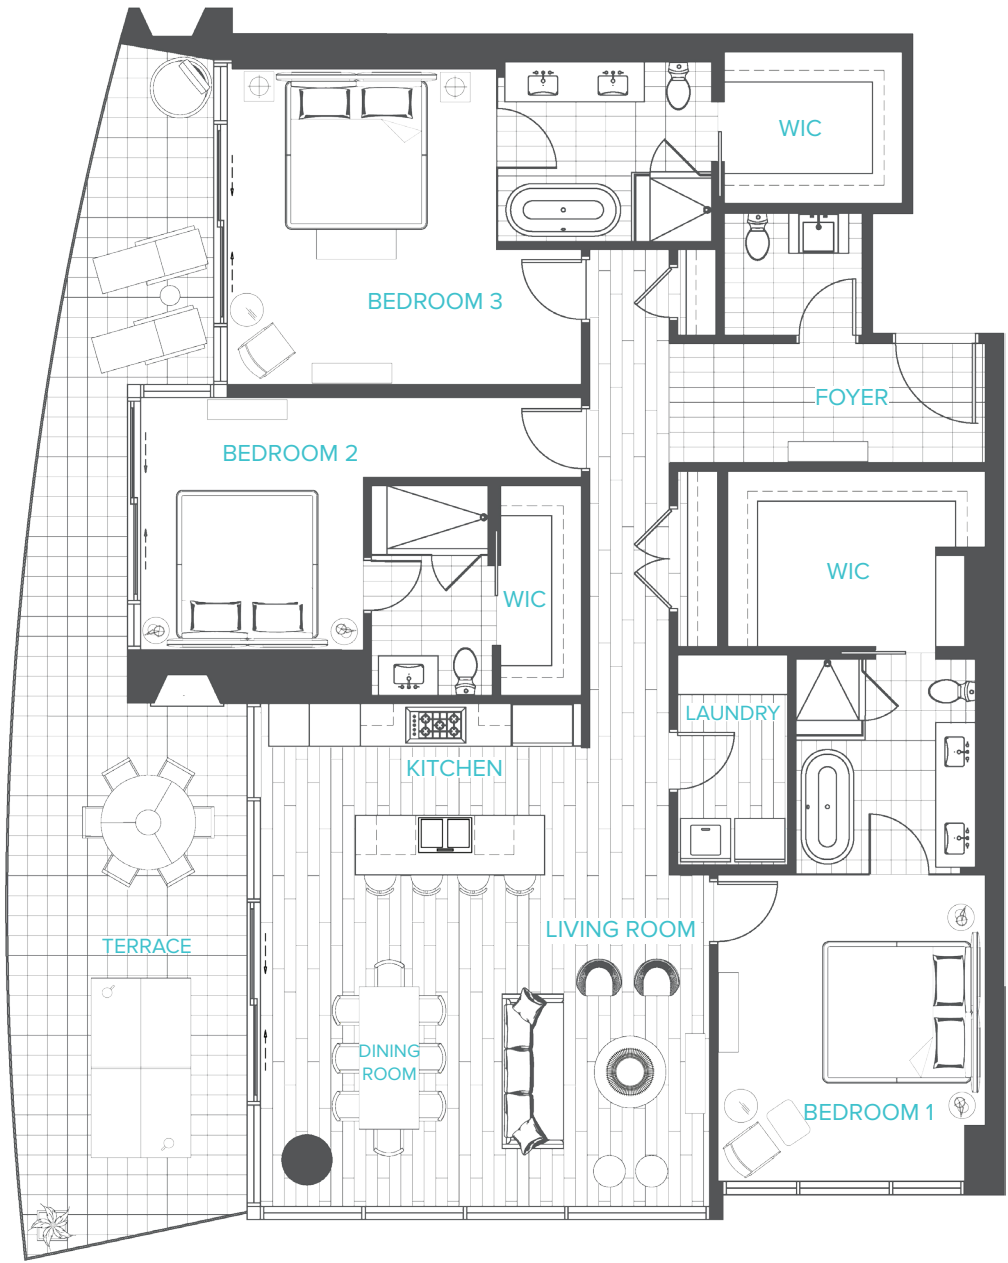 WIC
BEDROOM 3
FOYER
BEDROOM 2
WIC
WIC
LAUNDRY
KITCHEN
LIVING ROOM
TERRACE
DINING
ROOM
BEDROOM 1